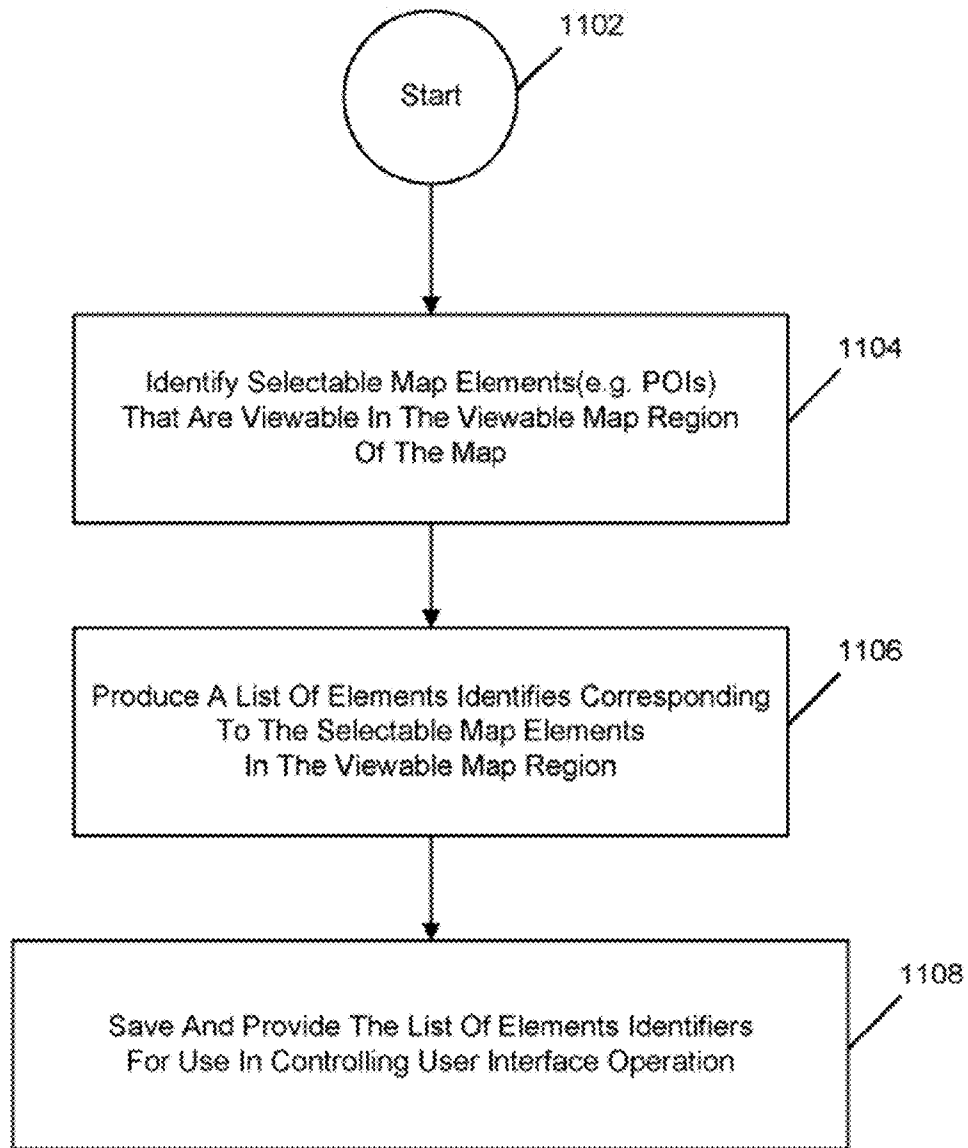 1102
Start
1104
Identify Selectable Map Elements(e.g. POIs)
That Are Viewable In The Viewable Map Region
Of The Map
1106
Produce A List Of Elements Identifies Corresponding
To The Selectable Map Elements
In The Viewable Map Region
1108
Save And Provide The List Of Elements Identifiers
For Use In Controlling User Interface Operation